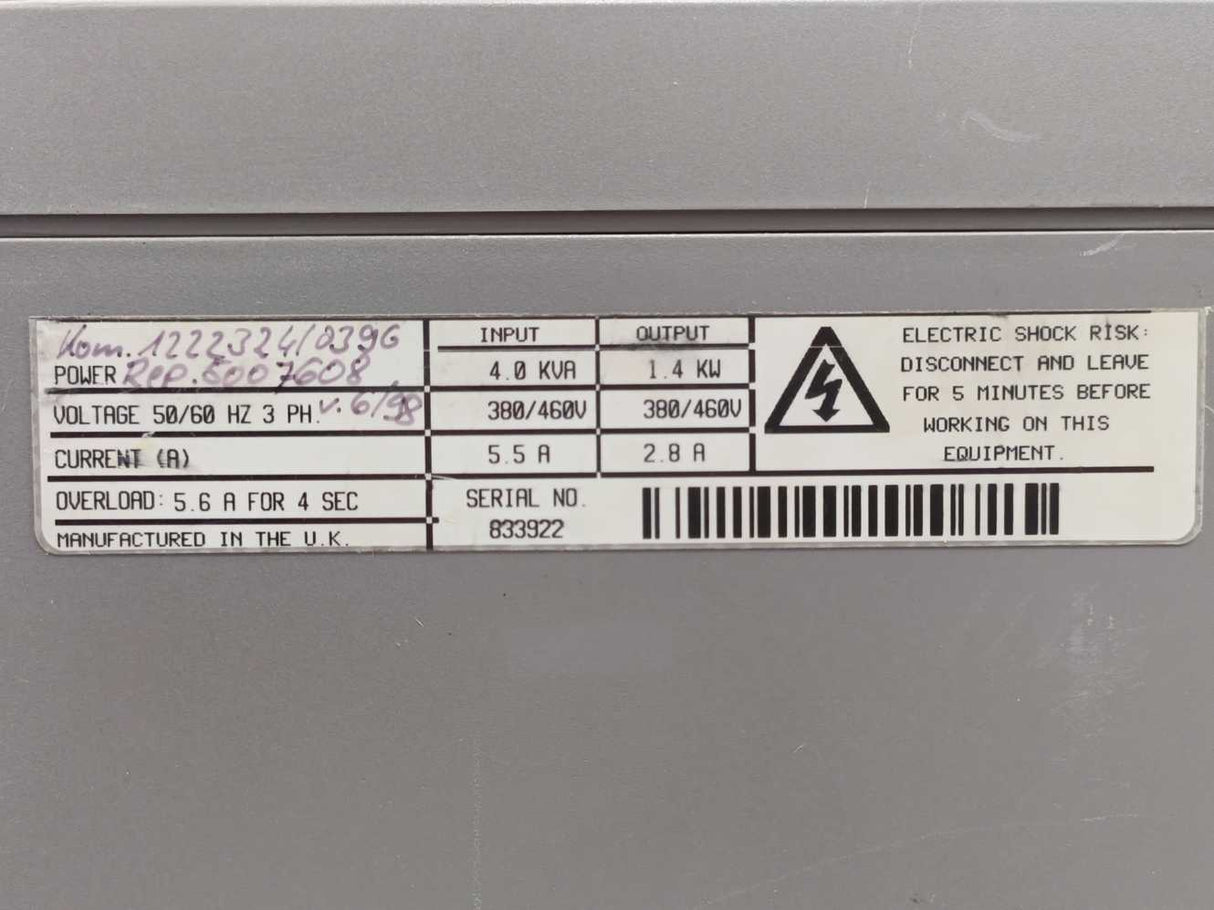 Kom. 1222324/0396
INPUT OUTPUT
POWER Rep. 6007608 4.0 KVA 1.4 KW
VOLTAGE 50/60 HZ 3 PH. v. 6/98 380/460V 380/460V
CURRENT (A) 5.5 A 2.8 A
OVERLOAD: 5.6 A FOR 4 SEC
MANUFACTURED IN THE U.K.
SERIAL NO.
833922
ELECTRIC SHOCK RISK:
DISCONNECT AND LEAVE
FOR 5 MINUTES BEFORE
WORKING ON THIS
EQUIPMENT.